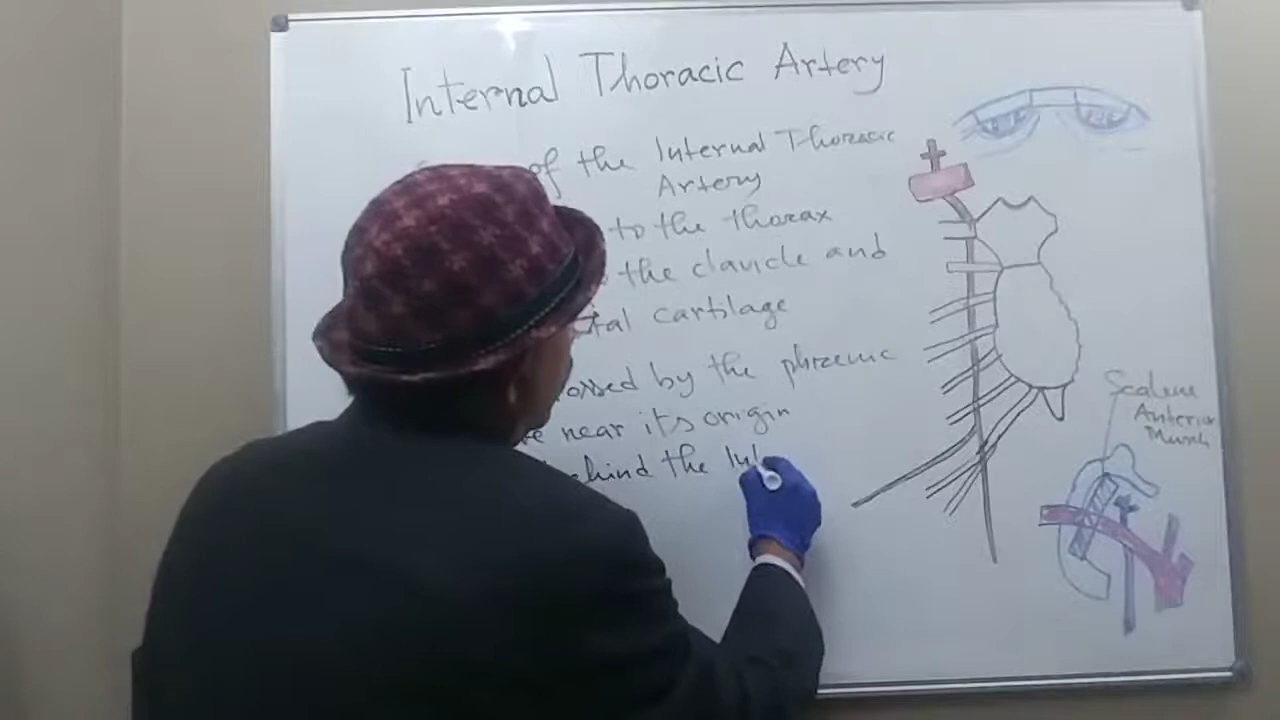 Internal Thoracic Artery
of the Internal Thoracic
Artery
to the thorax
the clavicle and
tal cartilage
ossed by the phrenic
near its origin
hind the
Scalene
Anterior
Muscle